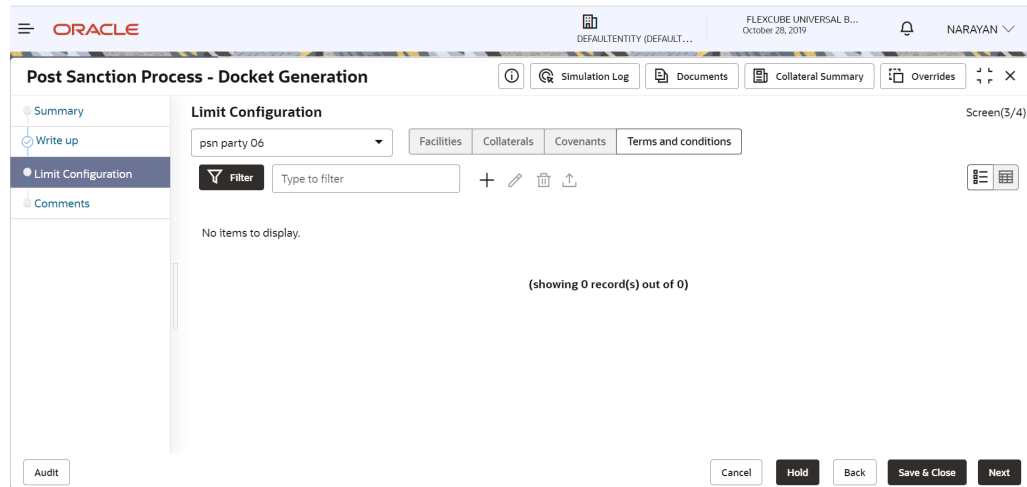 ORACLE
DEFAULTENTITY (DEFAULT...
FLEXCUBE UNIVERSAL B...
October 28, 2019
NARAYAN
Post Sanction Process - Docket Generation
Simulation Log
Documents
Collateral Summary
Overrides
Summary
Write up
Limit Configuration
Comments
Limit Configuration
Screen(3/4)
psn party 06
Facilities
Collaterals
Covenants
Terms and conditions
Filter
Type to filter
No items to display.
(showing 0 record(s) out of 0)
Audit
Cancel
Hold
Back
Save & Close
Next